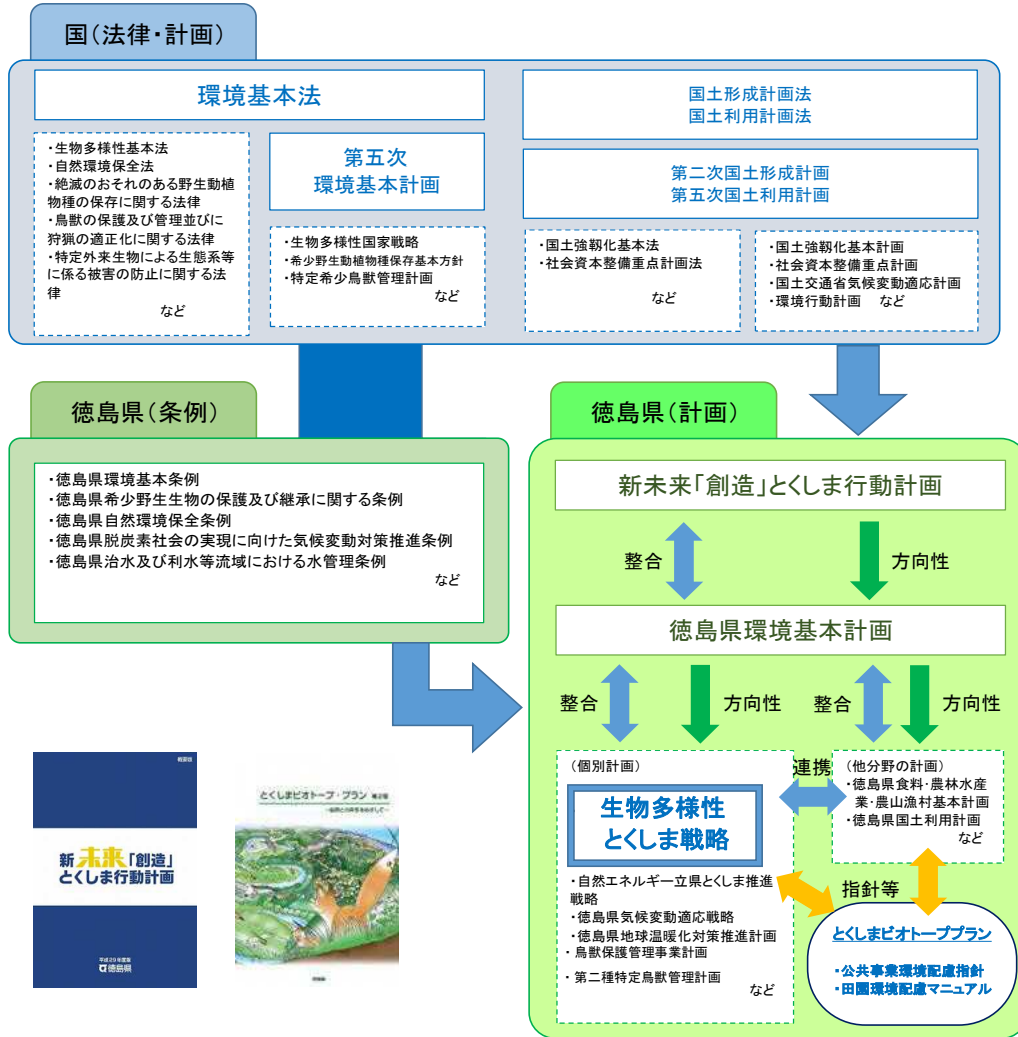 国(法律・計画)
環境基本法
・生物多様性基本法
・自然環境保全法
・絶滅のおそれのある野生動植
物種の保存に関する法律
・鳥獣の保護及び管理並びに
狩猟の適正化に関する法律
・特定外来生物による生態系等
に係る被害の防止に関する法
律
など
第五次
環境基本計画
・生物多様性国家戦略
・希少野生動植物種保存基本方針
・特定希少鳥獣管理計画
など
国土形成計画法
国土利用計画法
第二次国土形成計画
第五次国土利用計画
・国土強靱化基本法
・社会資本整備重点計画法
など
・国土強靱化基本計画
・社会資本整備重点計画
・国土交通省気候変動適応計画
・環境行動計画 など
徳島県(条例)
・徳島県環境基本条例
・徳島県希少野生生物の保護及び継承に関する条例
・徳島県自然環境保全条例
・徳島県脱炭素社会の実現に向けた気候変動対策推進条例
・徳島県治水及び利水等流域における水管理条例
など
徳島県(計画)
新未来「創造」とくしま行動計画
整合
方向性
徳島県環境基本計画
整合
方向性
整合
方向性
(個別計画)
生物多様性
とくしま戦略
・自然エネルギー立県とくしま推進
戦略
・徳島県気候変動適応戦略
・徳島県地球温暖化対策推進計画
・鳥獣保護管理事業計画
・第二種特定鳥獣管理計画
など
連携
(他分野の計画)
・徳島県食料・農林水産
業・農山漁村基本計画
・徳島県国土利用計画
など
指針等
とくしまビオトーププラン
・公共事業環境配慮指針
・田園環境配慮マニュアル
概要版
新未来「創造」
とくしま行動計画
平成29年度版
徳島県
とくしまビオトープ・プラン 第2版